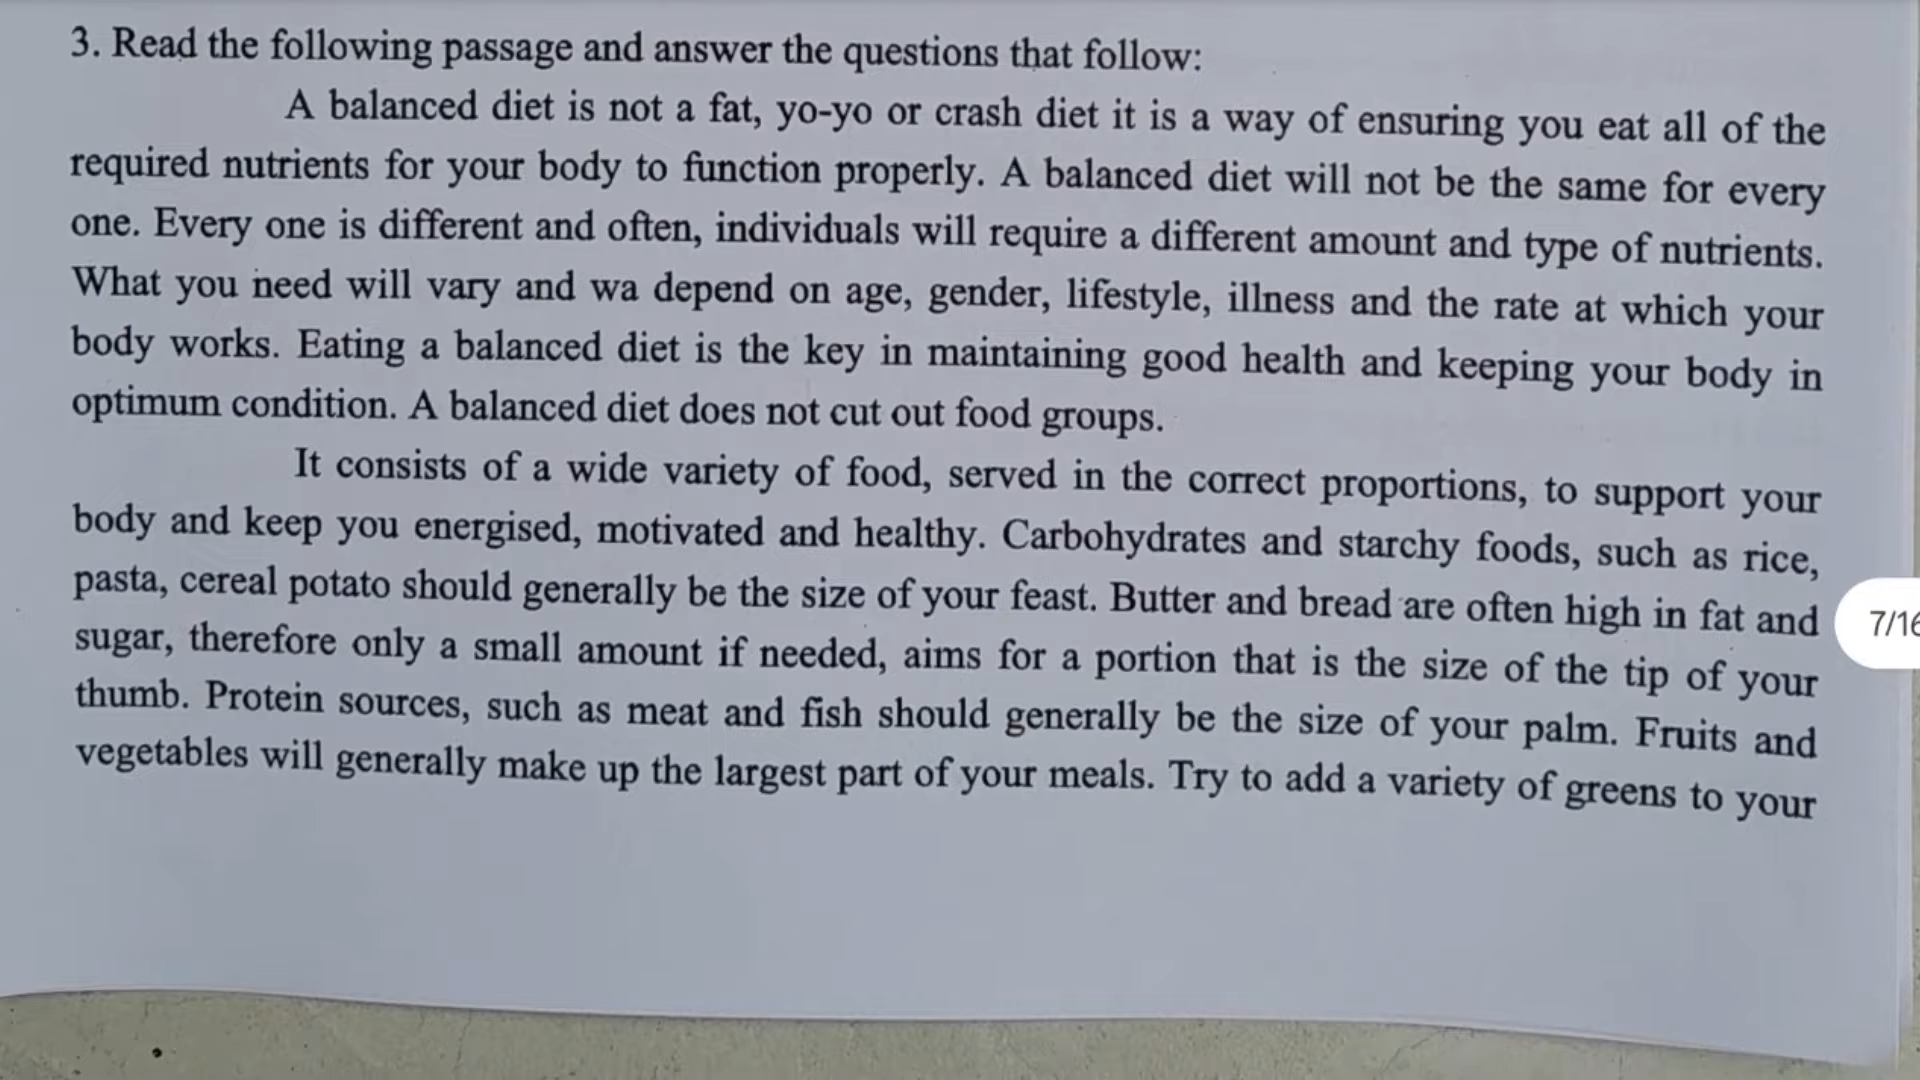 3. Read the following passage and answer the questions that follow:
A balanced diet is not a fat, yo-yo or crash diet it is a way of ensuring you eat all of the
required nutrients for your body to function properly. A balanced diet will not be the same for every
one. Every one is different and often, individuals will require a different amount and type of nutrients.
What you need will vary and wa depend on age, gender, lifestyle, illness and the rate at which your
body works. Eating a balanced diet is the key in maintaining good health and keeping your body in
optimum condition. A balanced diet does not cut out food groups.
It consists of a wide variety of food, served in the correct proportions, to support your
body and keep you energised, motivated and healthy. Carbohydrates and starchy foods, such as rice,
pasta, cereal potato should generally be the size of your feast. Butter and bread are often high in fat and
sugar, therefore only a small amount if needed, aims for a portion that is the size of the tip of your
thumb. Protein sources, such as meat and fish should generally be the size of your palm. Fruits and
vegetables will generally make up the largest part of your meals. Try to add a variety of greens to your
7/16